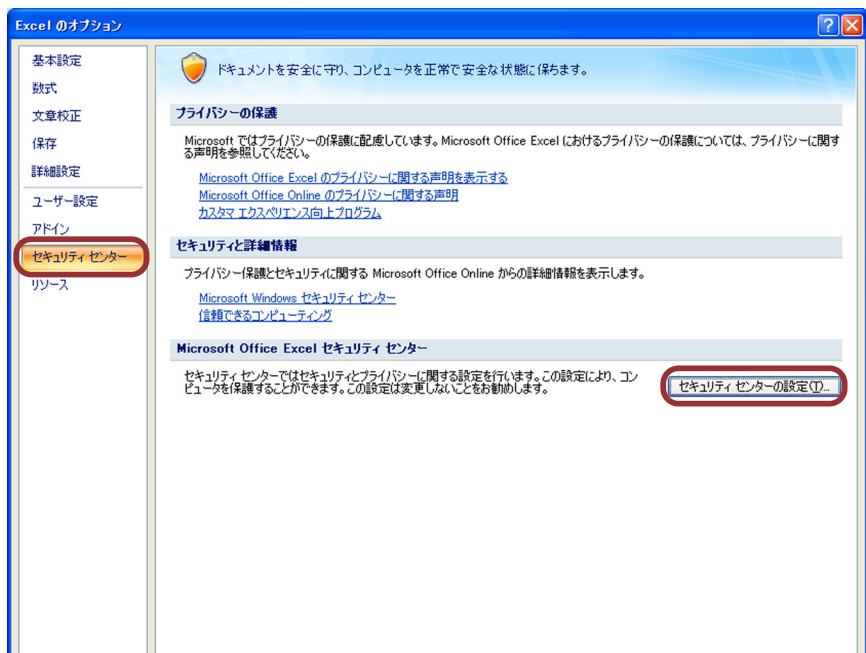 Excel のオプション
基本設定
数式
文章校正
保存
詳細設定
ユーザー設定
アドイン
セキュリティ センター
リソース
ドキュメントを安全に守り、コンピュータを正常で安全な状態に保ちます。
プライバシーの保護
Microsoft ではプライバシーの保護に配慮しています。Microsoft Office Excel におけるプライバシーの保護については、プライバシーに関す
る声明を参照してください。
Microsoft Office Excel のプライバシーに関する声明を表示する
Microsoft Office Online のプライバシーに関する声明
カスタマ エクスペリエンス向上プログラム
セキュリティと詳細情報
プライバシー保護とセキュリティに関する Microsoft Office Online からの詳細情報を表示します。
Microsoft Windows セキュリティ センター
信頼できるコンピューティング
Microsoft Office Excel セキュリティ センター
セキュリティ センターではセキュリティとプライバシーに関する設定を行います。この設定により、コン
ピュータを保護することができます。この設定は変更しないことをお勧めします。
セキュリティ センターの設定(T)...